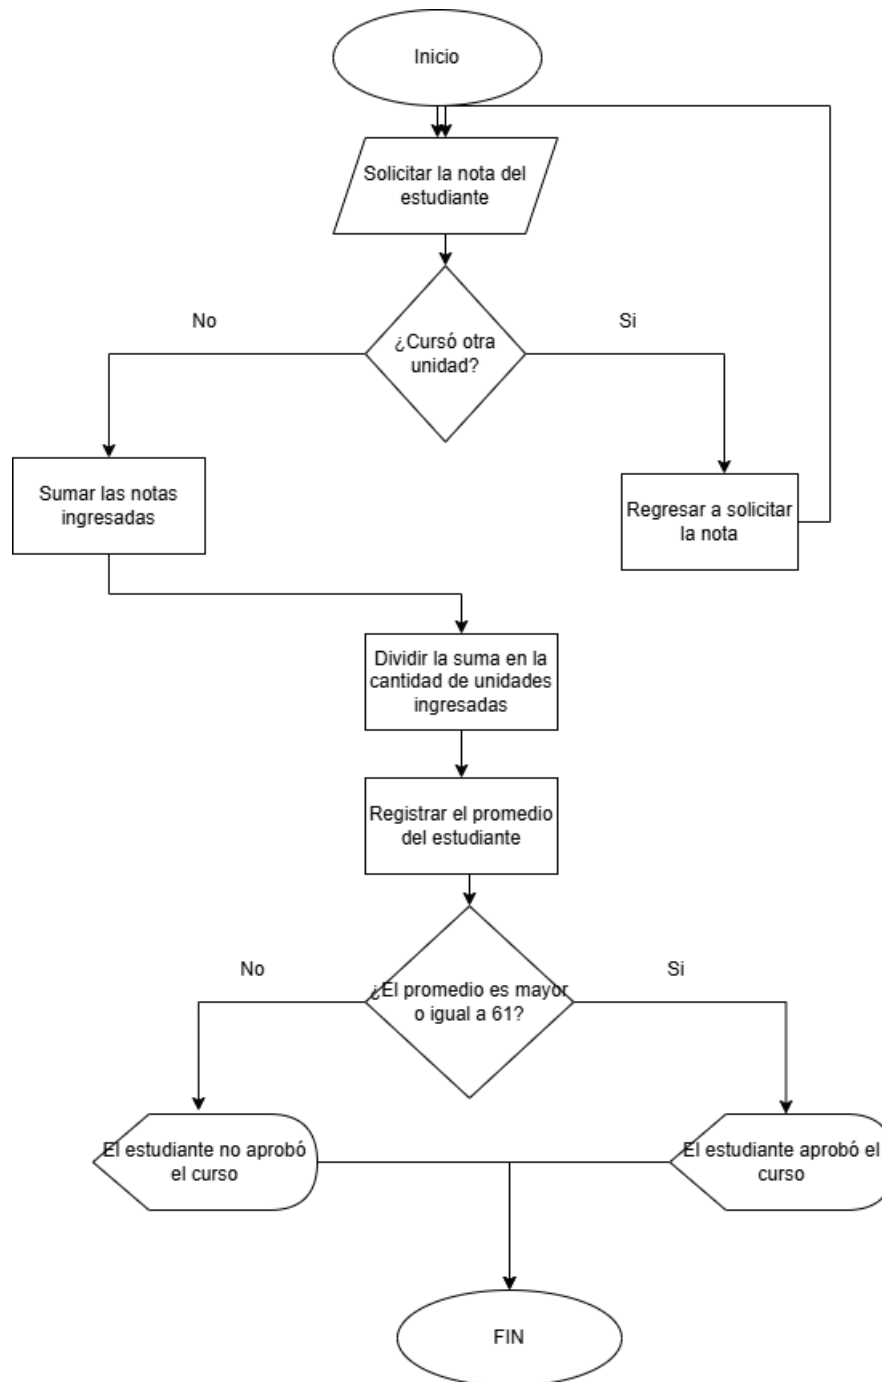 Inicio
Solicitar la nota del
estudiante
No
Si
¿Cursó otra
unidad?
Sumar las notas
ingresadas
Regresar a solicitar
la nota
Dividir la suma en la
cantidad de unidades
ingresadas
Registrar el promedio
del estudiante
No
Si
¿El promedio es mayor
o igual a 61?
El estudiante no aprobó
el curso
El estudiante aprobó el
curso
FIN